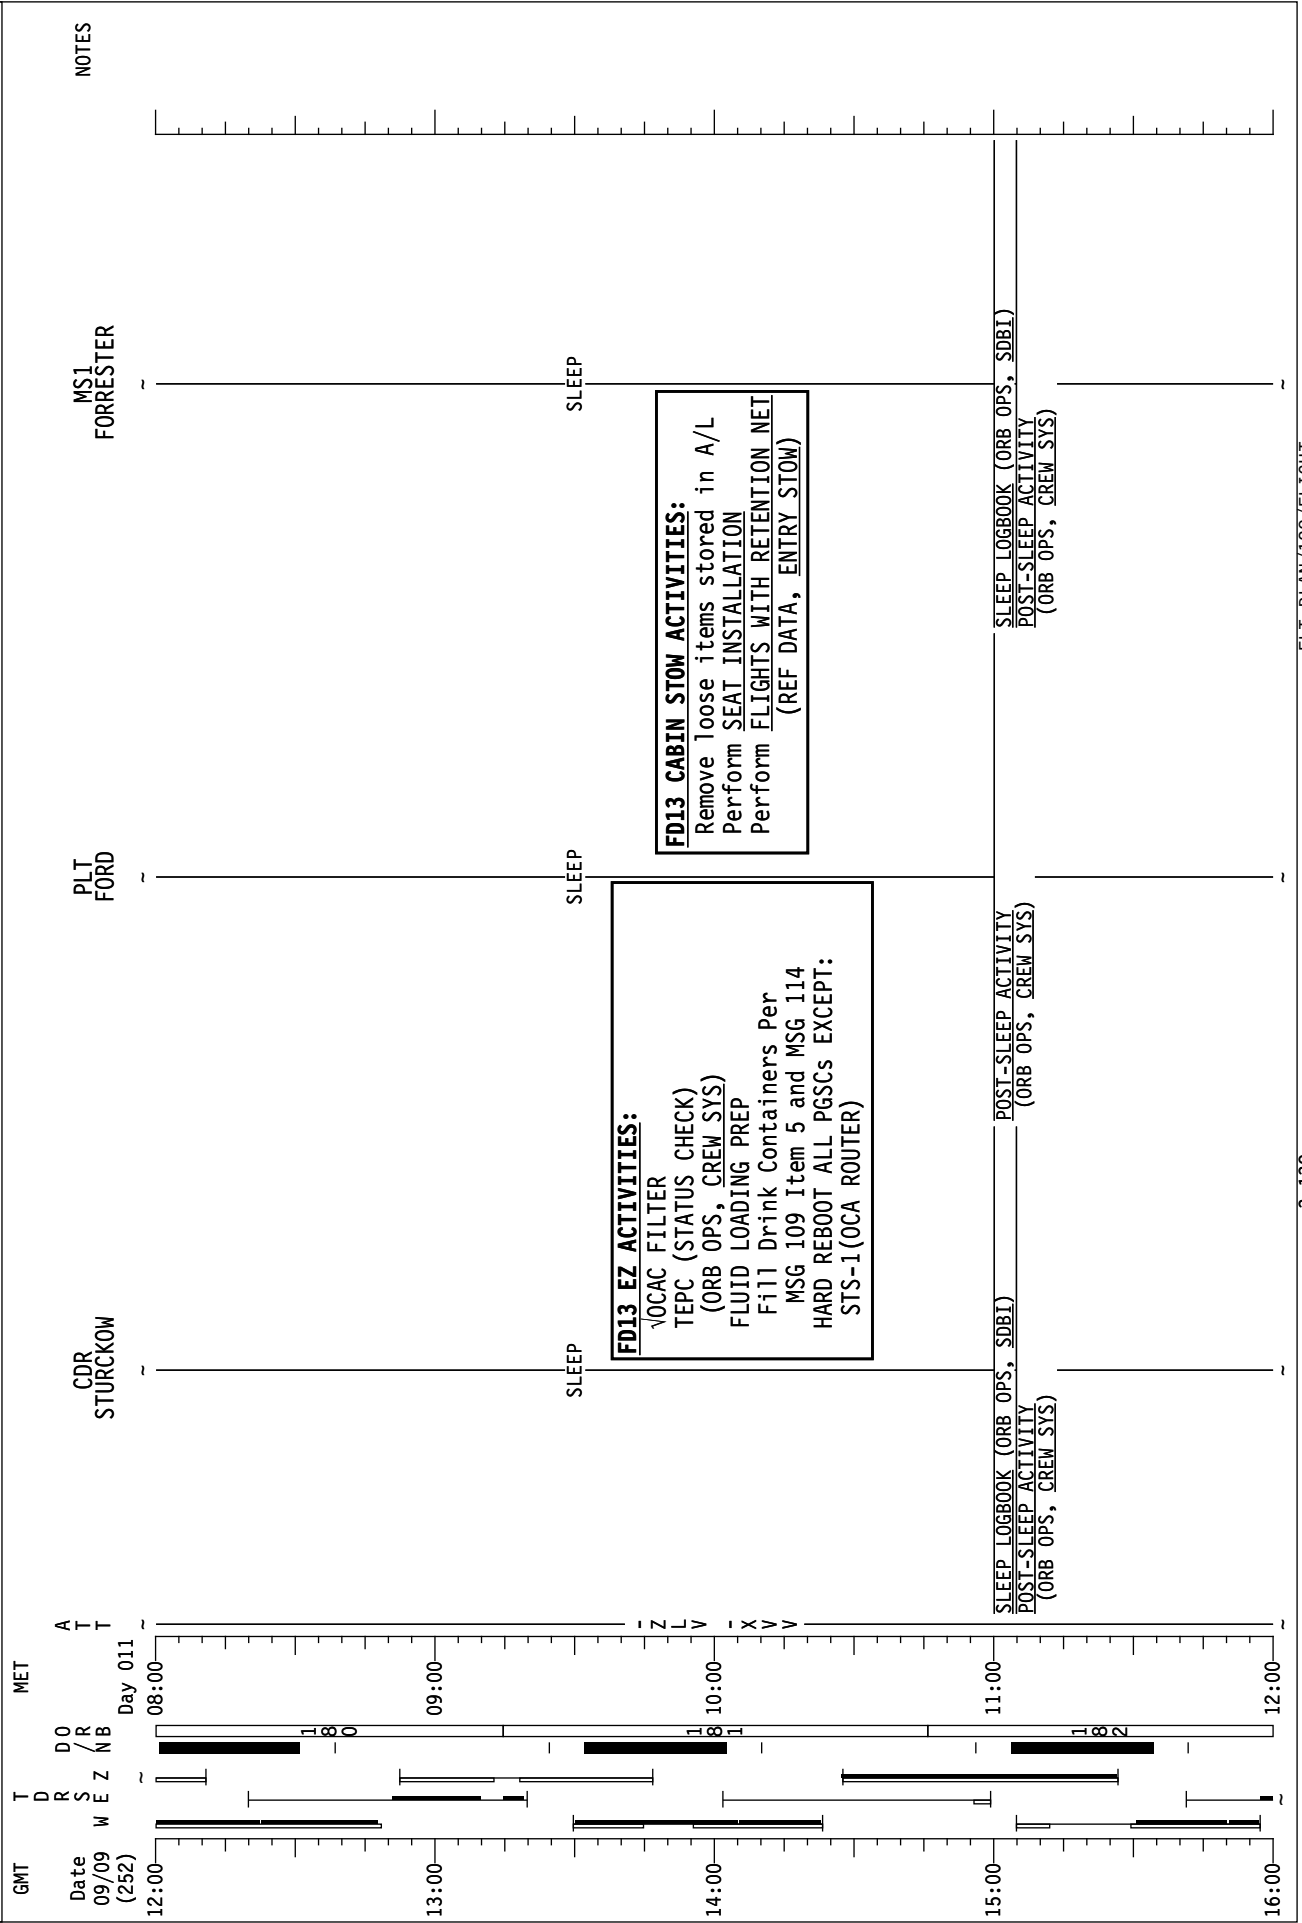 GMT
Date
09/09
(252)
12:00
13:00
14:00
15:00
16:00
T
D
R
S
W E Z
D O
/ R
N B
180
181
182
MET
Day 011
08:00
09:00
10:00
11:00
12:00
A
T
T
~
-
Z
L
V
-
X
V
V
~
CDR
STURCKOW
~
SLEEP
SLEEP LOGBOOK (ORB OPS, SDBI)
POST-SLEEP ACTIVITY
(ORB OPS, CREW SYS)
~
FD13 EZ ACTIVITIES:
√OCAC FILTER
TEPC (STATUS CHECK)
(ORB OPS, CREW SYS)
FLUID LOADING PREP
Fill Drink Containers Per
MSG 109 Item 5 and MSG 114
HARD REBOOT ALL PGSCs EXCEPT:
STS-1(OCA ROUTER)
PLT
FORD
~
SLEEP
POST-SLEEP ACTIVITY
(ORB OPS, CREW SYS)
~
FD13 CABIN STOW ACTIVITIES:
Remove loose items stored in A/L
Perform SEAT INSTALLATION
Perform FLIGHTS WITH RETENTION NET
(REF DATA, ENTRY STOW)
MS1
FORRESTER
~
SLEEP
SLEEP LOGBOOK (ORB OPS, SDBI)
POST-SLEEP ACTIVITY
(ORB OPS, CREW SYS)
~
NOTES